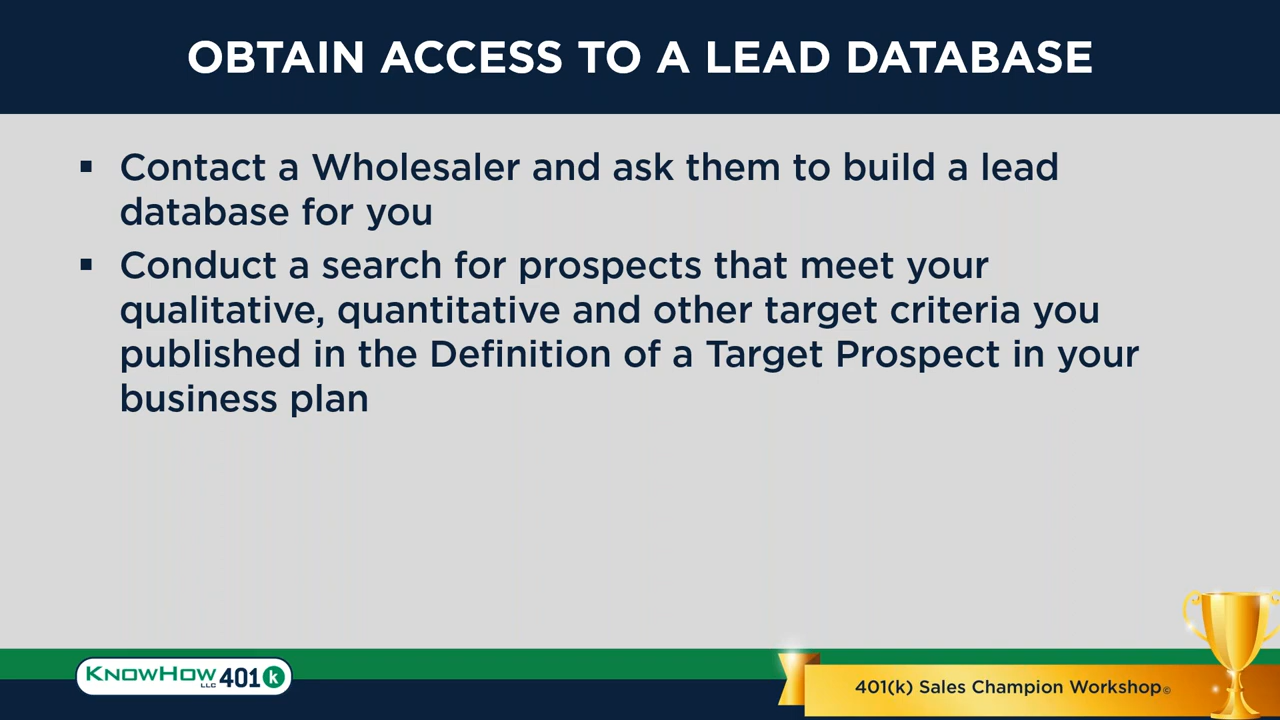 OBTAIN ACCESS TO A LEAD DATABASE
▪ Contact a Wholesaler and ask them to build a lead
database for you
▪ Conduct a search for prospects that meet your
qualitative, quantitative and other target criteria you
published in the Definition of a Target Prospect in your
business plan
KNOWHOW LLC 401k
401(k) Sales Champion Workshop©